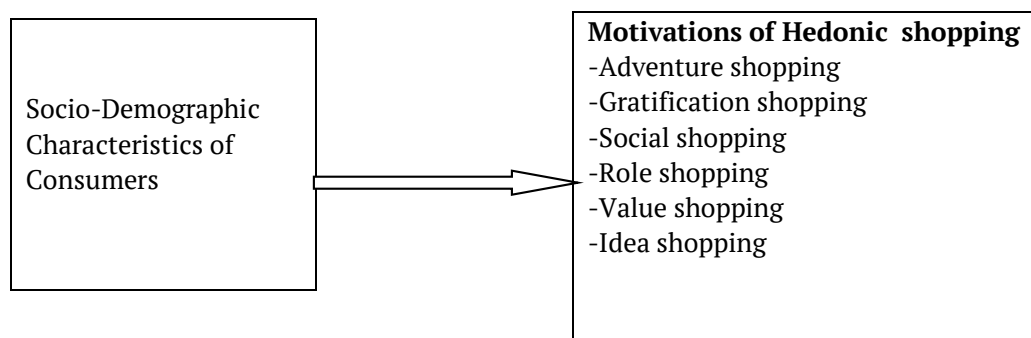 Socio-Demographic
Characteristics of
Consumers
Motivations of Hedonic shopping
-Adventure shopping
-Gratification shopping
-Social shopping
-Role shopping
-Value shopping
-Idea shopping